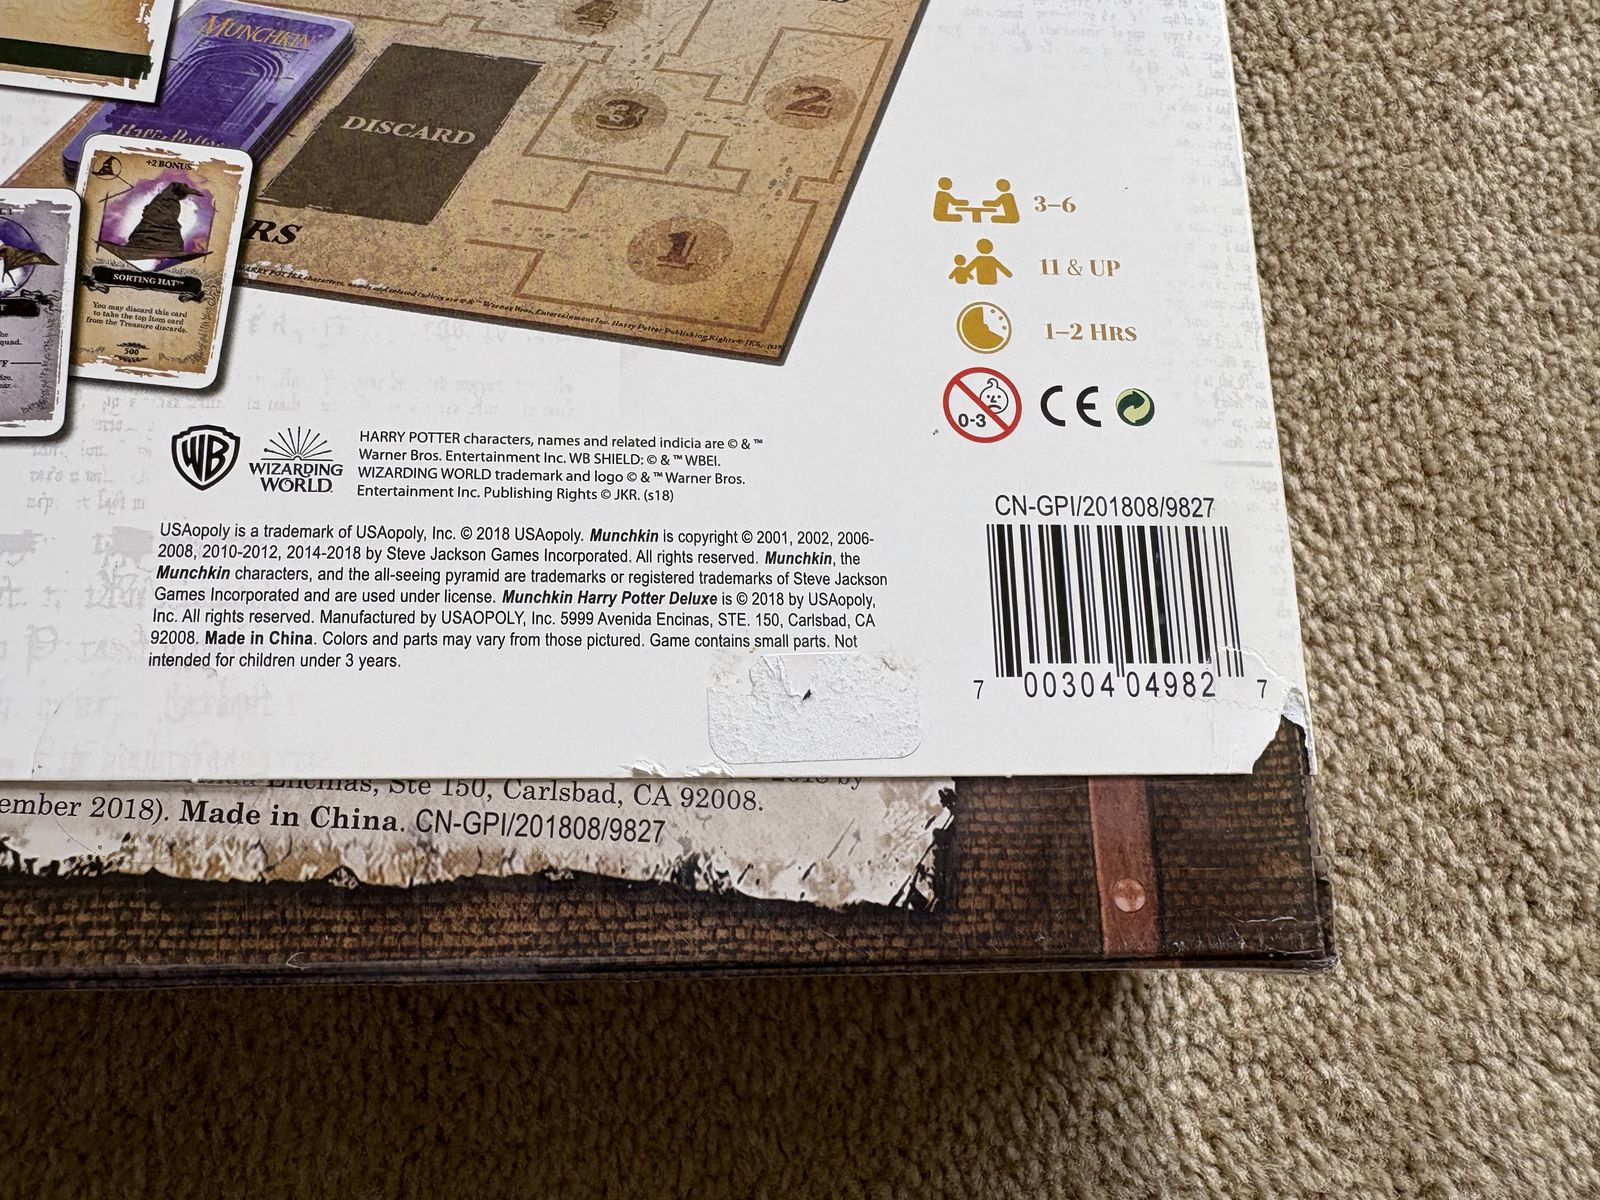 MUNCHKIN
Harry Potter
DISCARD
4
3
2
1
RS
+2 BONUS
SORTING HAT™
You may discard this card
to take the top Item card
from the Treasure discards.
500
3–6
11 & UP
1–2 HRS
0-3
CE
WB
WIZARDING
WORLD
HARRY POTTER characters, names and related indicia are © & ™
Warner Bros. Entertainment Inc. WB SHIELD: © & ™ WBEI.
WIZARDING WORLD trademark and logo © & ™ Warner Bros.
Entertainment Inc. Publishing Rights © JKR. (s18)
USAopoly is a trademark of USAopoly, Inc. © 2018 USAopoly. Munchkin is copyright © 2001, 2002, 2006-
2008, 2010-2012, 2014-2018 by Steve Jackson Games Incorporated. All rights reserved. Munchkin, the
Munchkin characters, and the all-seeing pyramid are trademarks or registered trademarks of Steve Jackson
Games Incorporated and are used under license. Munchkin Harry Potter Deluxe is © 2018 by USAopoly,
Inc. All rights reserved. Manufactured by USAOPOLY, Inc. 5999 Avenida Encinas, STE. 150, Carlsbad, CA
92008. Made in China. Colors and parts may vary from those pictured. Game contains small parts. Not
intended for children under 3 years.
CN-GPI/201808/9827
7 00304 04982 7
Encinas, Ste 150, Carlsbad, CA 92008.
ember 2018). Made in China. CN-GPI/201808/9827